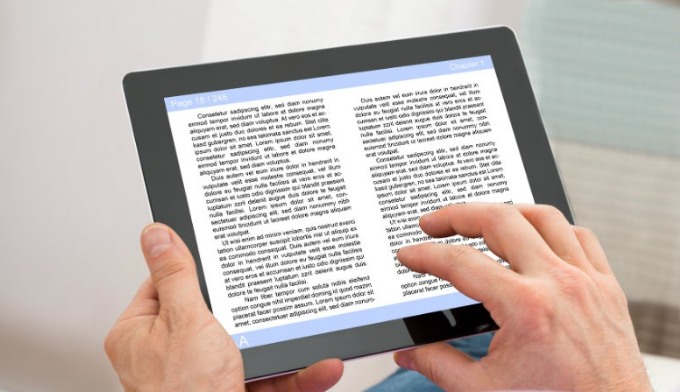 Page 15 / 245
Chapter 1
Consetetur sadipscing elitr, sed diam nonumy
eirmod tempor invidunt ut labore et dolore magna
aliquyam erat, sed diam voluptua. At vero eos et ac-
cusam et justo duo dolores et ea rebum. Stet clita
kasd gubergren, no sea takimata sanctus est Lorem
ipsum dolor sit amet. Lorem ipsum dolor sit amet,
consetetur sadipscing elitr, sed diam nonumy
eirmod tempor invidunt ut labore et dolore magna
aliquyam erat, sed diam voluptua.
Duis autem vel eum iriure dolor in hendrerit in
vulputate velit esse molestie consequat, vel illum
dolore eu feugiat nulla facilisis at vero eros et ac-
cumsan et iusto odio dignissim qui blandit praesent
luptatum zzril delenit augue duis dolore te feugait
nulla facilisi. Lorem ipsum dolor sit amet, con-
sectetuer adipiscing elit, sed diam nonummy nibh
euismod tincidunt ut laoreet dolore magna aliquam
erat volutpat.
Ut wisi enim ad minim veniam, quis nostrud exerci
tation ullamcorper suscipit lobortis nisl ut aliquip ex
ea commodo consequat. Duis autem vel eum iriure
dolor in hendrerit in vulputate velit esse molestie
consequat, vel illum dolore eu feugiat nulla facilisis
at vero eros et accumsan et iusto odio dignissim qui
blandit praesent luptatum zzril delenit augue duis
dolore te feugait nulla facilisi.
Nam liber tempor cum soluta nobis eleifend
option congue nihil imperdiet doming id quod mazim
placerat facer possim assum. Lorem ipsum dolor sit
amet, consectetuer adipiscing elit, sed diam nonum-
A
Duis autem vel eum iriure dolor in hendrerit in
vulputate velit esse molestie consequat, vel illum
dolore eu feugiat nulla facilisis at vero eros et ac-
cumsan et iusto odio dignissim qui blandit praesent
luptatum zzril delenit augue duis dolore te feugait
nulla facilisi. Lorem ipsum dolor sit amet, con-
sectetuer adipiscing elit, sed diam nonummy nibh
euismod tincidunt ut laoreet dolore magna aliquam
erat volutpat.
Consetetur sadipscing elitr, sed diam nonumy
eirmod tempor invidunt ut labore et dolore magna
aliquyam erat, sed diam voluptua. At vero eos et ac-
cusam et justo duo dolores et ea rebum. Stet clita
kasd gubergren, no sea takimata sanctus est Lorem
ipsum dolor sit amet. Lorem ipsum dolor sit amet,
consetetur sadipscing elitr, sed diam nonumy
eirmod tempor invidunt ut labore et dolore magna
aliquyam erat, sed diam
Ut wisi enim
tation ullam
ea commodo
dolor in hendre
consequat, vel
at vero eros et
blandit praesent
dolore te feugait
Nam
option congue nihil
placerat facer possim